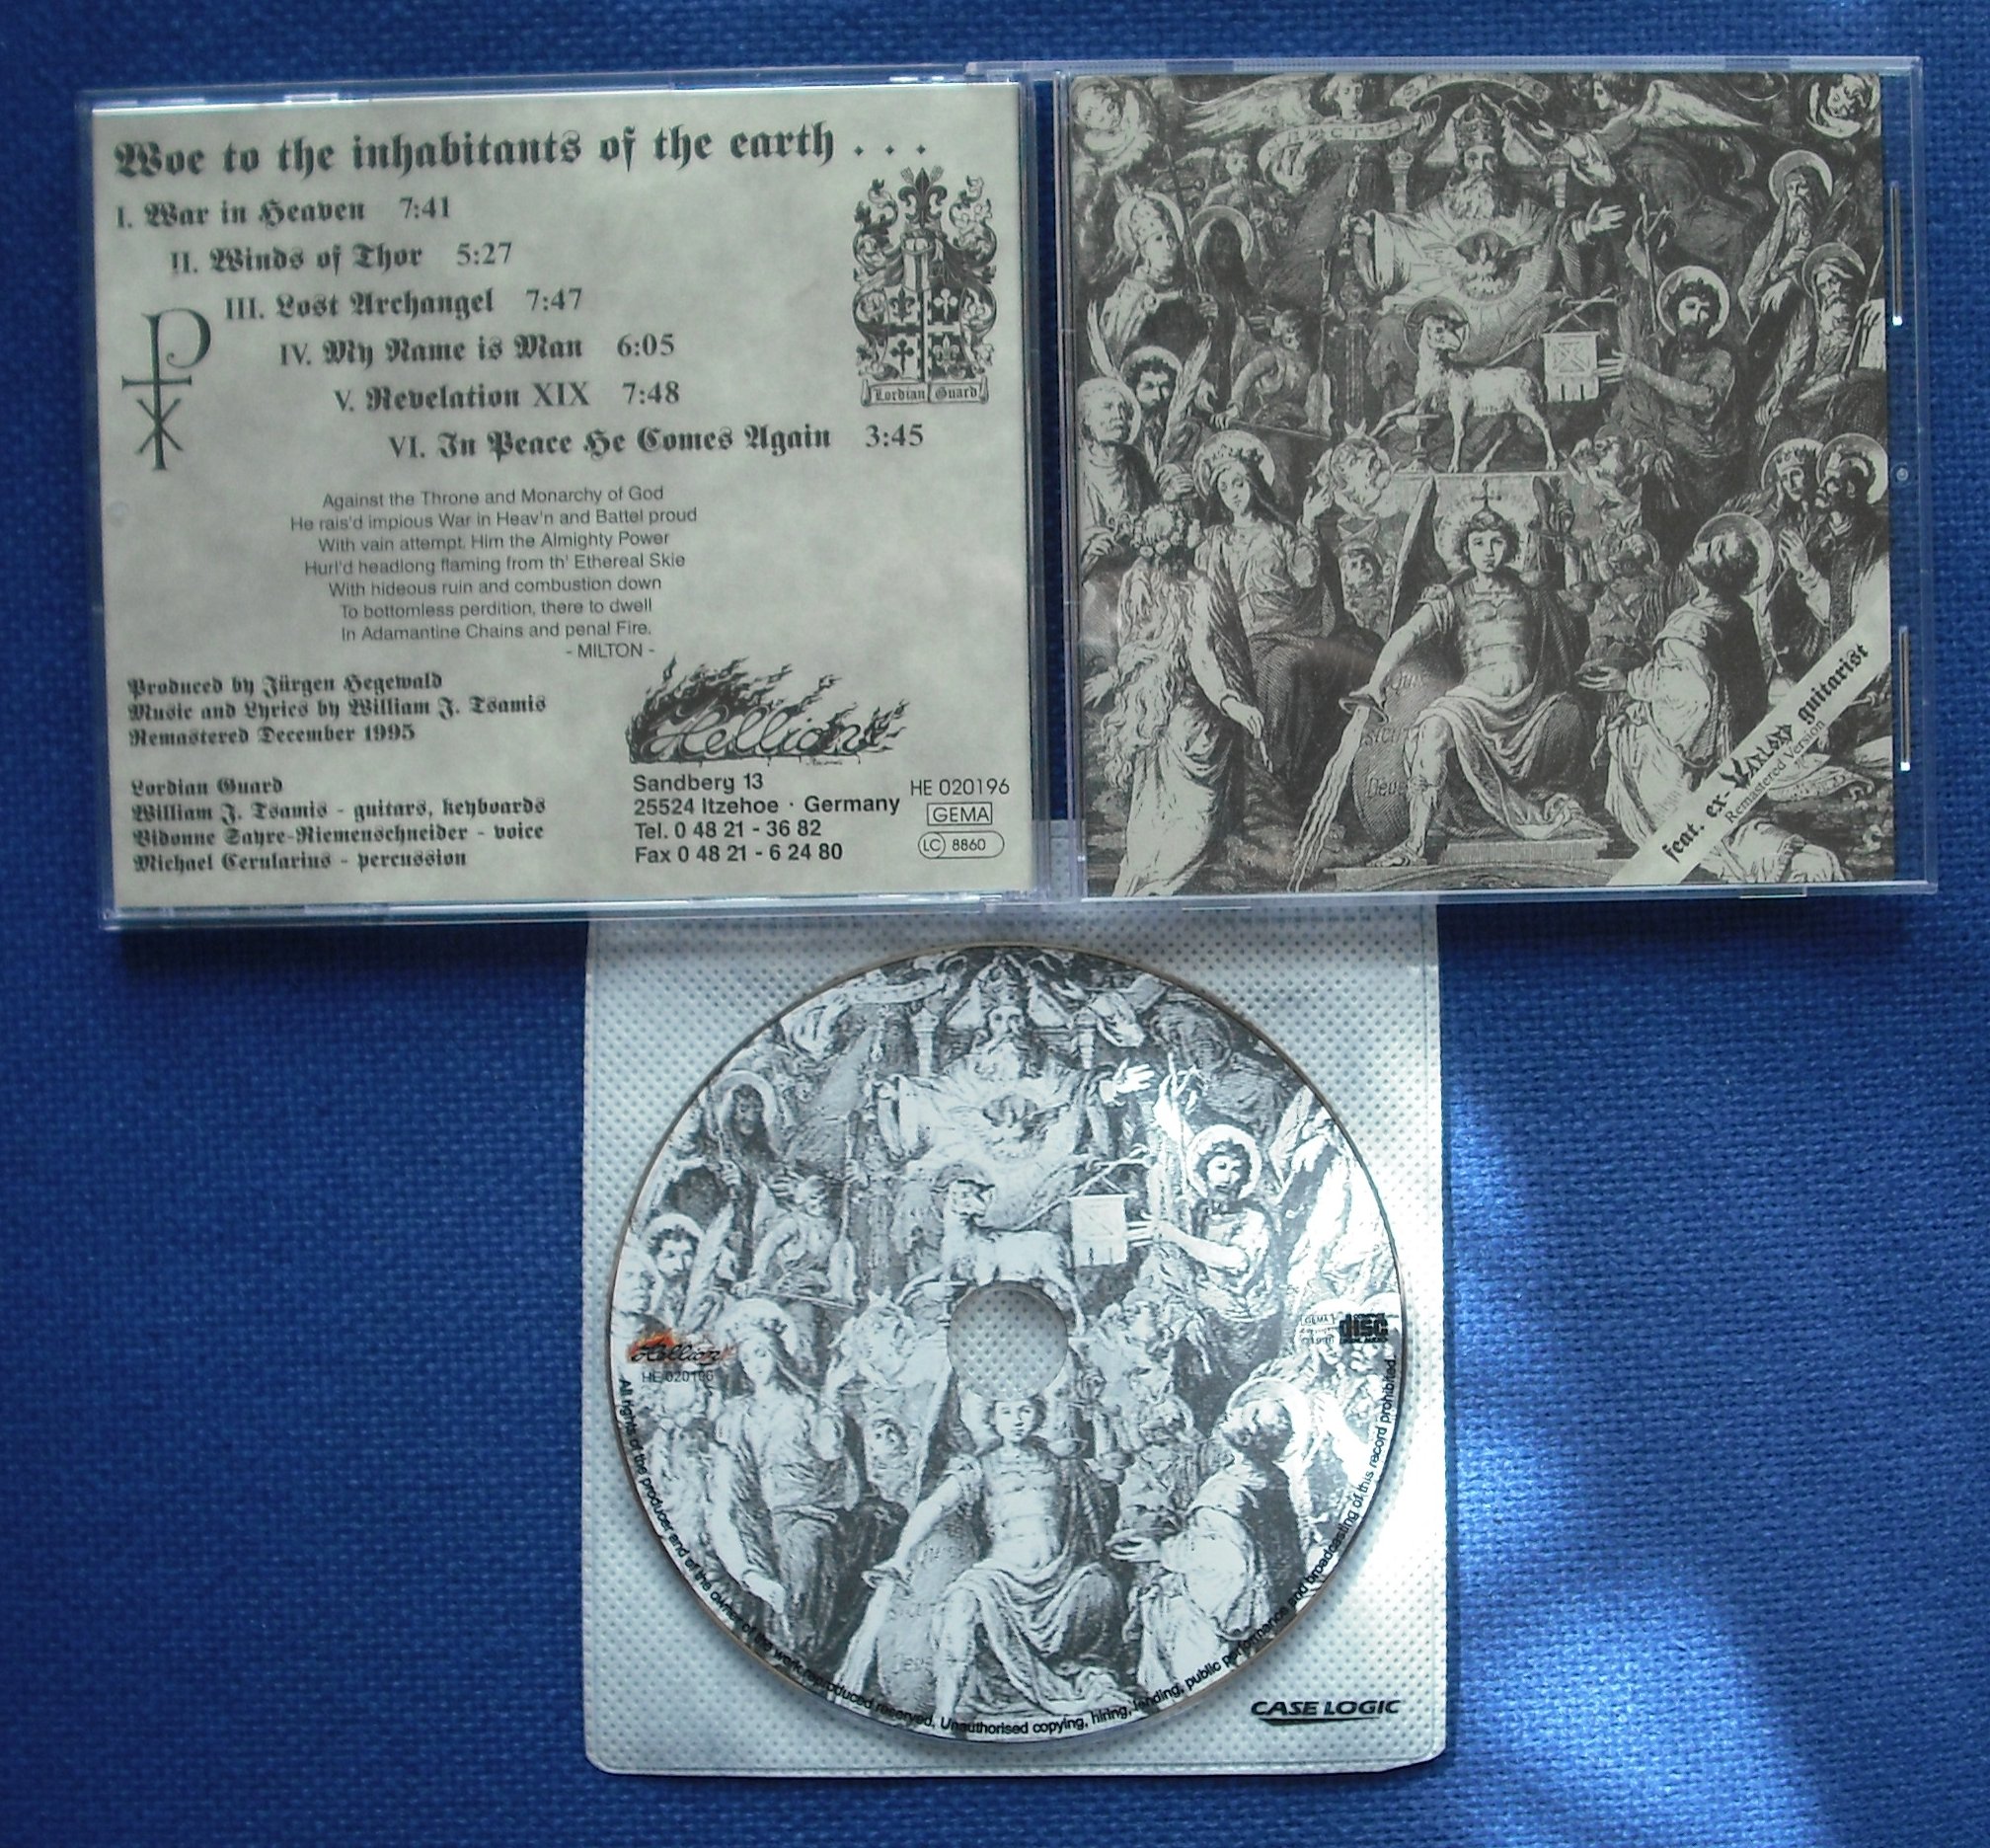 Woe to the inhabitants of the earth . . .
I. War in Heaven 7:41
II. Winds of Thor 5:27
III. Lost Archangel 7:47
IV. My Name is Man 6:05
V. Revelation XIX 7:48
VI. In Peace He Comes Again 3:45
Lordian Guard
Against the Throne and Monarchy of God
He rais'd impious War in Heav'n and Battel proud
With vain attempt. Him the Almighty Power
Hurl'd headlong flaming from th' Ethereal Skie
With hideous ruin and combustion down
To bottomless perdition, there to dwell
In Adamantine Chains and penal Fire.
- MILTON -
Produced by Jürgen Hegewald
Music and Lyrics by William J. Tsamis
Remastered December 1995
Lordian Guard
William J. Tsamis - guitars, keyboards
Vidonne Sayre-Riemenschneider - voice
Michael Cerularius - percussion
Hellion
Sandberg 13
25524 Itzehoe · Germany
Tel. 0 48 21 - 36 82
Fax 0 48 21 - 6 24 80
HE 020196
GEMA
LC 8860
feat. ex-WARLORD guitarist
Remastered Version
Deus
Hellion
HE 020196
GEMA
disc
All rights of the producer and of the owner of the work reproduced reserved. Unauthorised copying, hiring, lending, public performance and broadcasting of this record prohibited.
CASE LOGIC